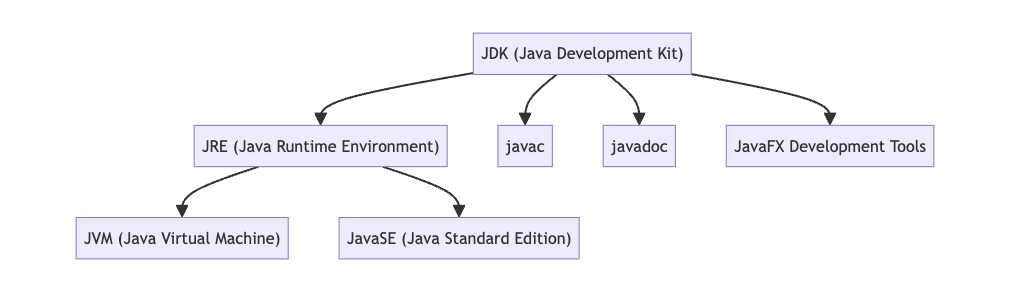 JDK (Java Development Kit)
JRE (Java Runtime Environment)
javac
javadoc
JavaFX Development Tools
JVM (Java Virtual Machine)
JavaSE (Java Standard Edition)